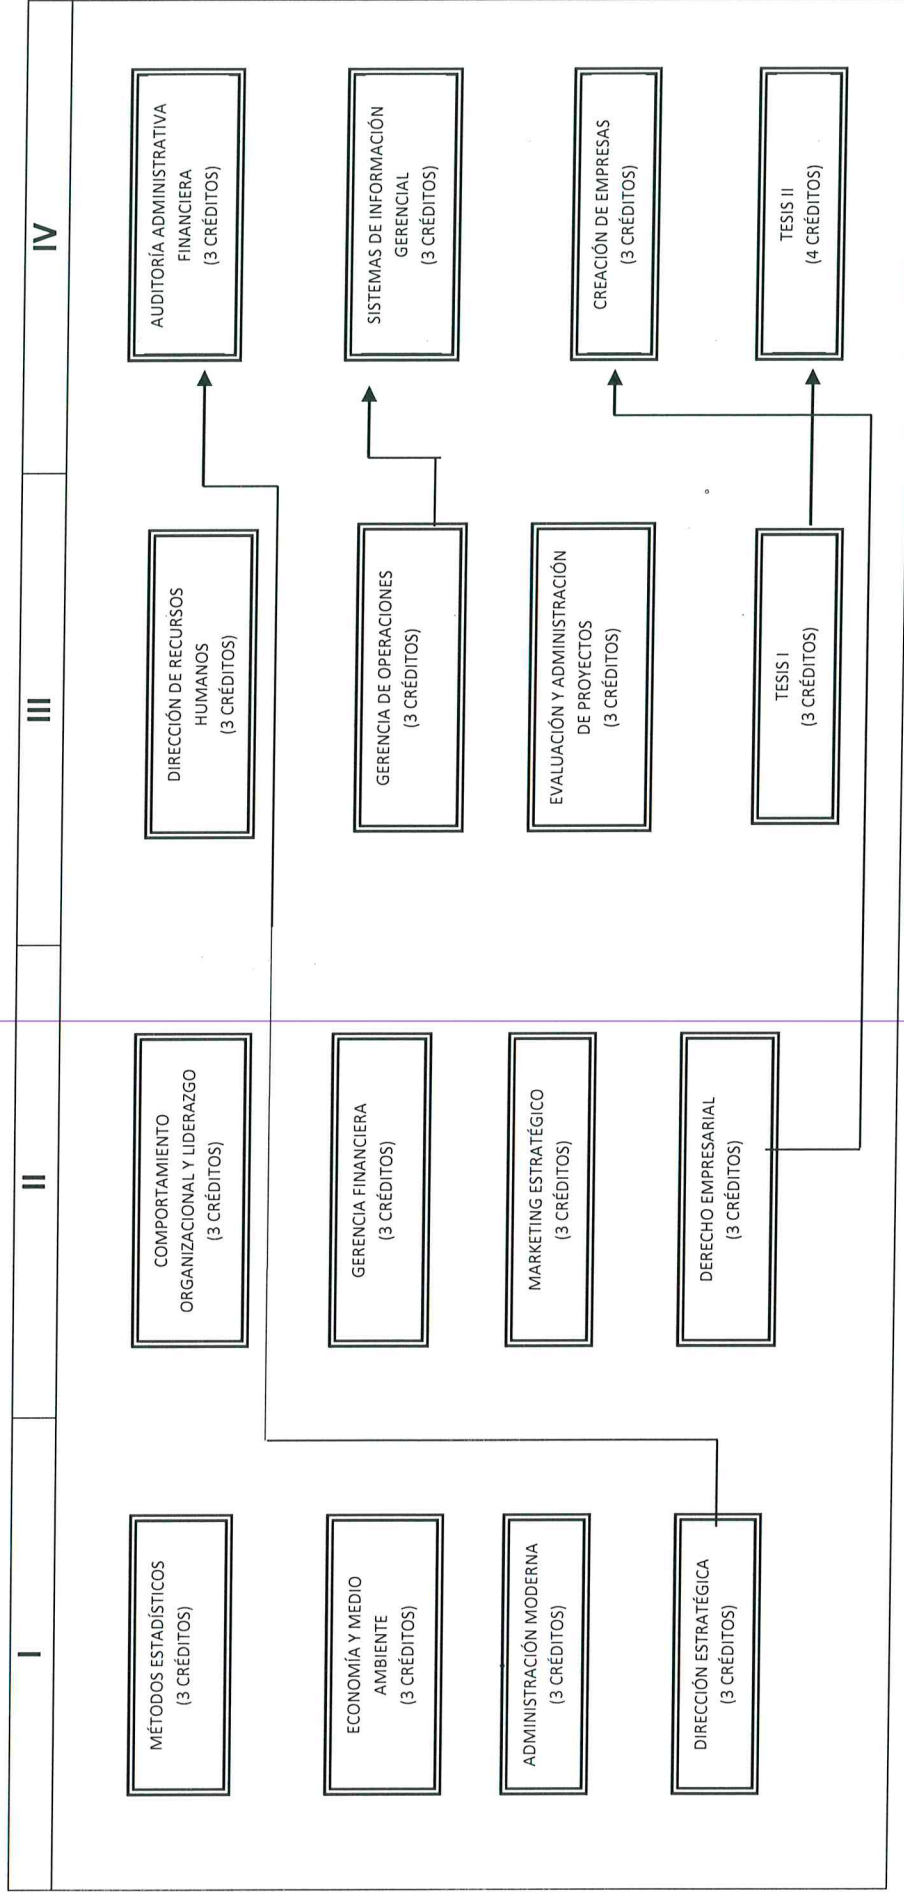 I
II
III
IV
MÉTODOS ESTADÍSTICOS
(3 CRÉDITOS)
ECONOMÍA Y MEDIO
AMBIENTE
(3 CRÉDITOS)
ADMINISTRACIÓN MODERNA
(3 CRÉDITOS)
DIRECCIÓN ESTRATÉGICA
(3 CRÉDITOS)
COMPORTAMIENTO
ORGANIZACIONAL Y LIDERAZGO
(3 CRÉDITOS)
GERENCIA FINANCIERA
(3 CRÉDITOS)
MARKETING ESTRATÉGICO
(3 CRÉDITOS)
DERECHO EMPRESARIAL
(3 CRÉDITOS)
DIRECCIÓN DE RECURSOS
HUMANOS
(3 CRÉDITOS)
GERENCIA DE OPERACIONES
(3 CRÉDITOS)
EVALUACIÓN Y ADMINISTRACIÓN
DE PROYECTOS
(3 CRÉDITOS)
TESIS I
(3 CRÉDITOS)
AUDITORÍA ADMINISTRATIVA
FINANCIERA
(3 CRÉDITOS)
SISTEMAS DE INFORMACIÓN
GERENCIAL
(3 CRÉDITOS)
CREACIÓN DE EMPRESAS
(3 CRÉDITOS)
TESIS II
(4 CRÉDITOS)